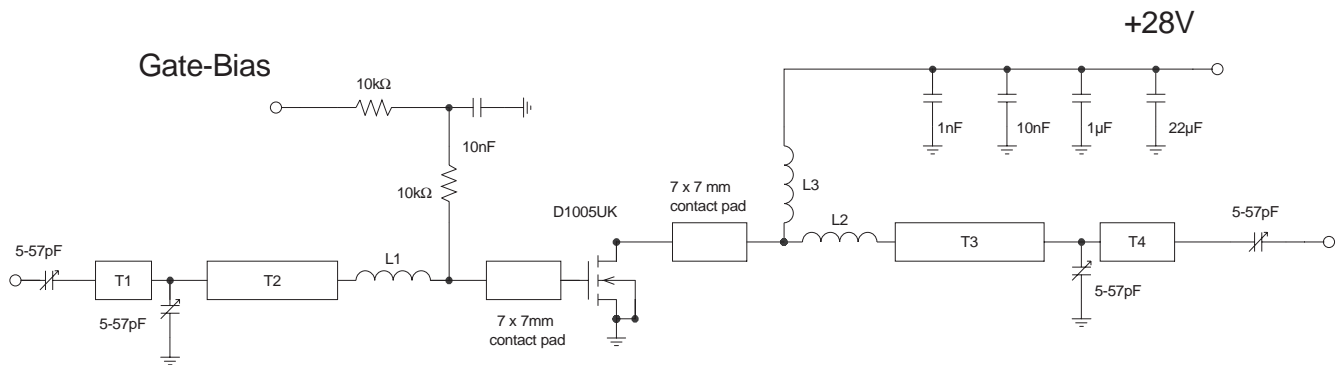 +28V
Gate-Bias
10kΩ
10nF
10kΩ
1nF
10nF
1µF
22µF
L3
7 x 7 mm
contact pad
D1005UK
L2
5-57pF
T3
T4
5-57pF
L1
T1
T2
5-57pF
5-57pF
7 x 7mm
contact pad